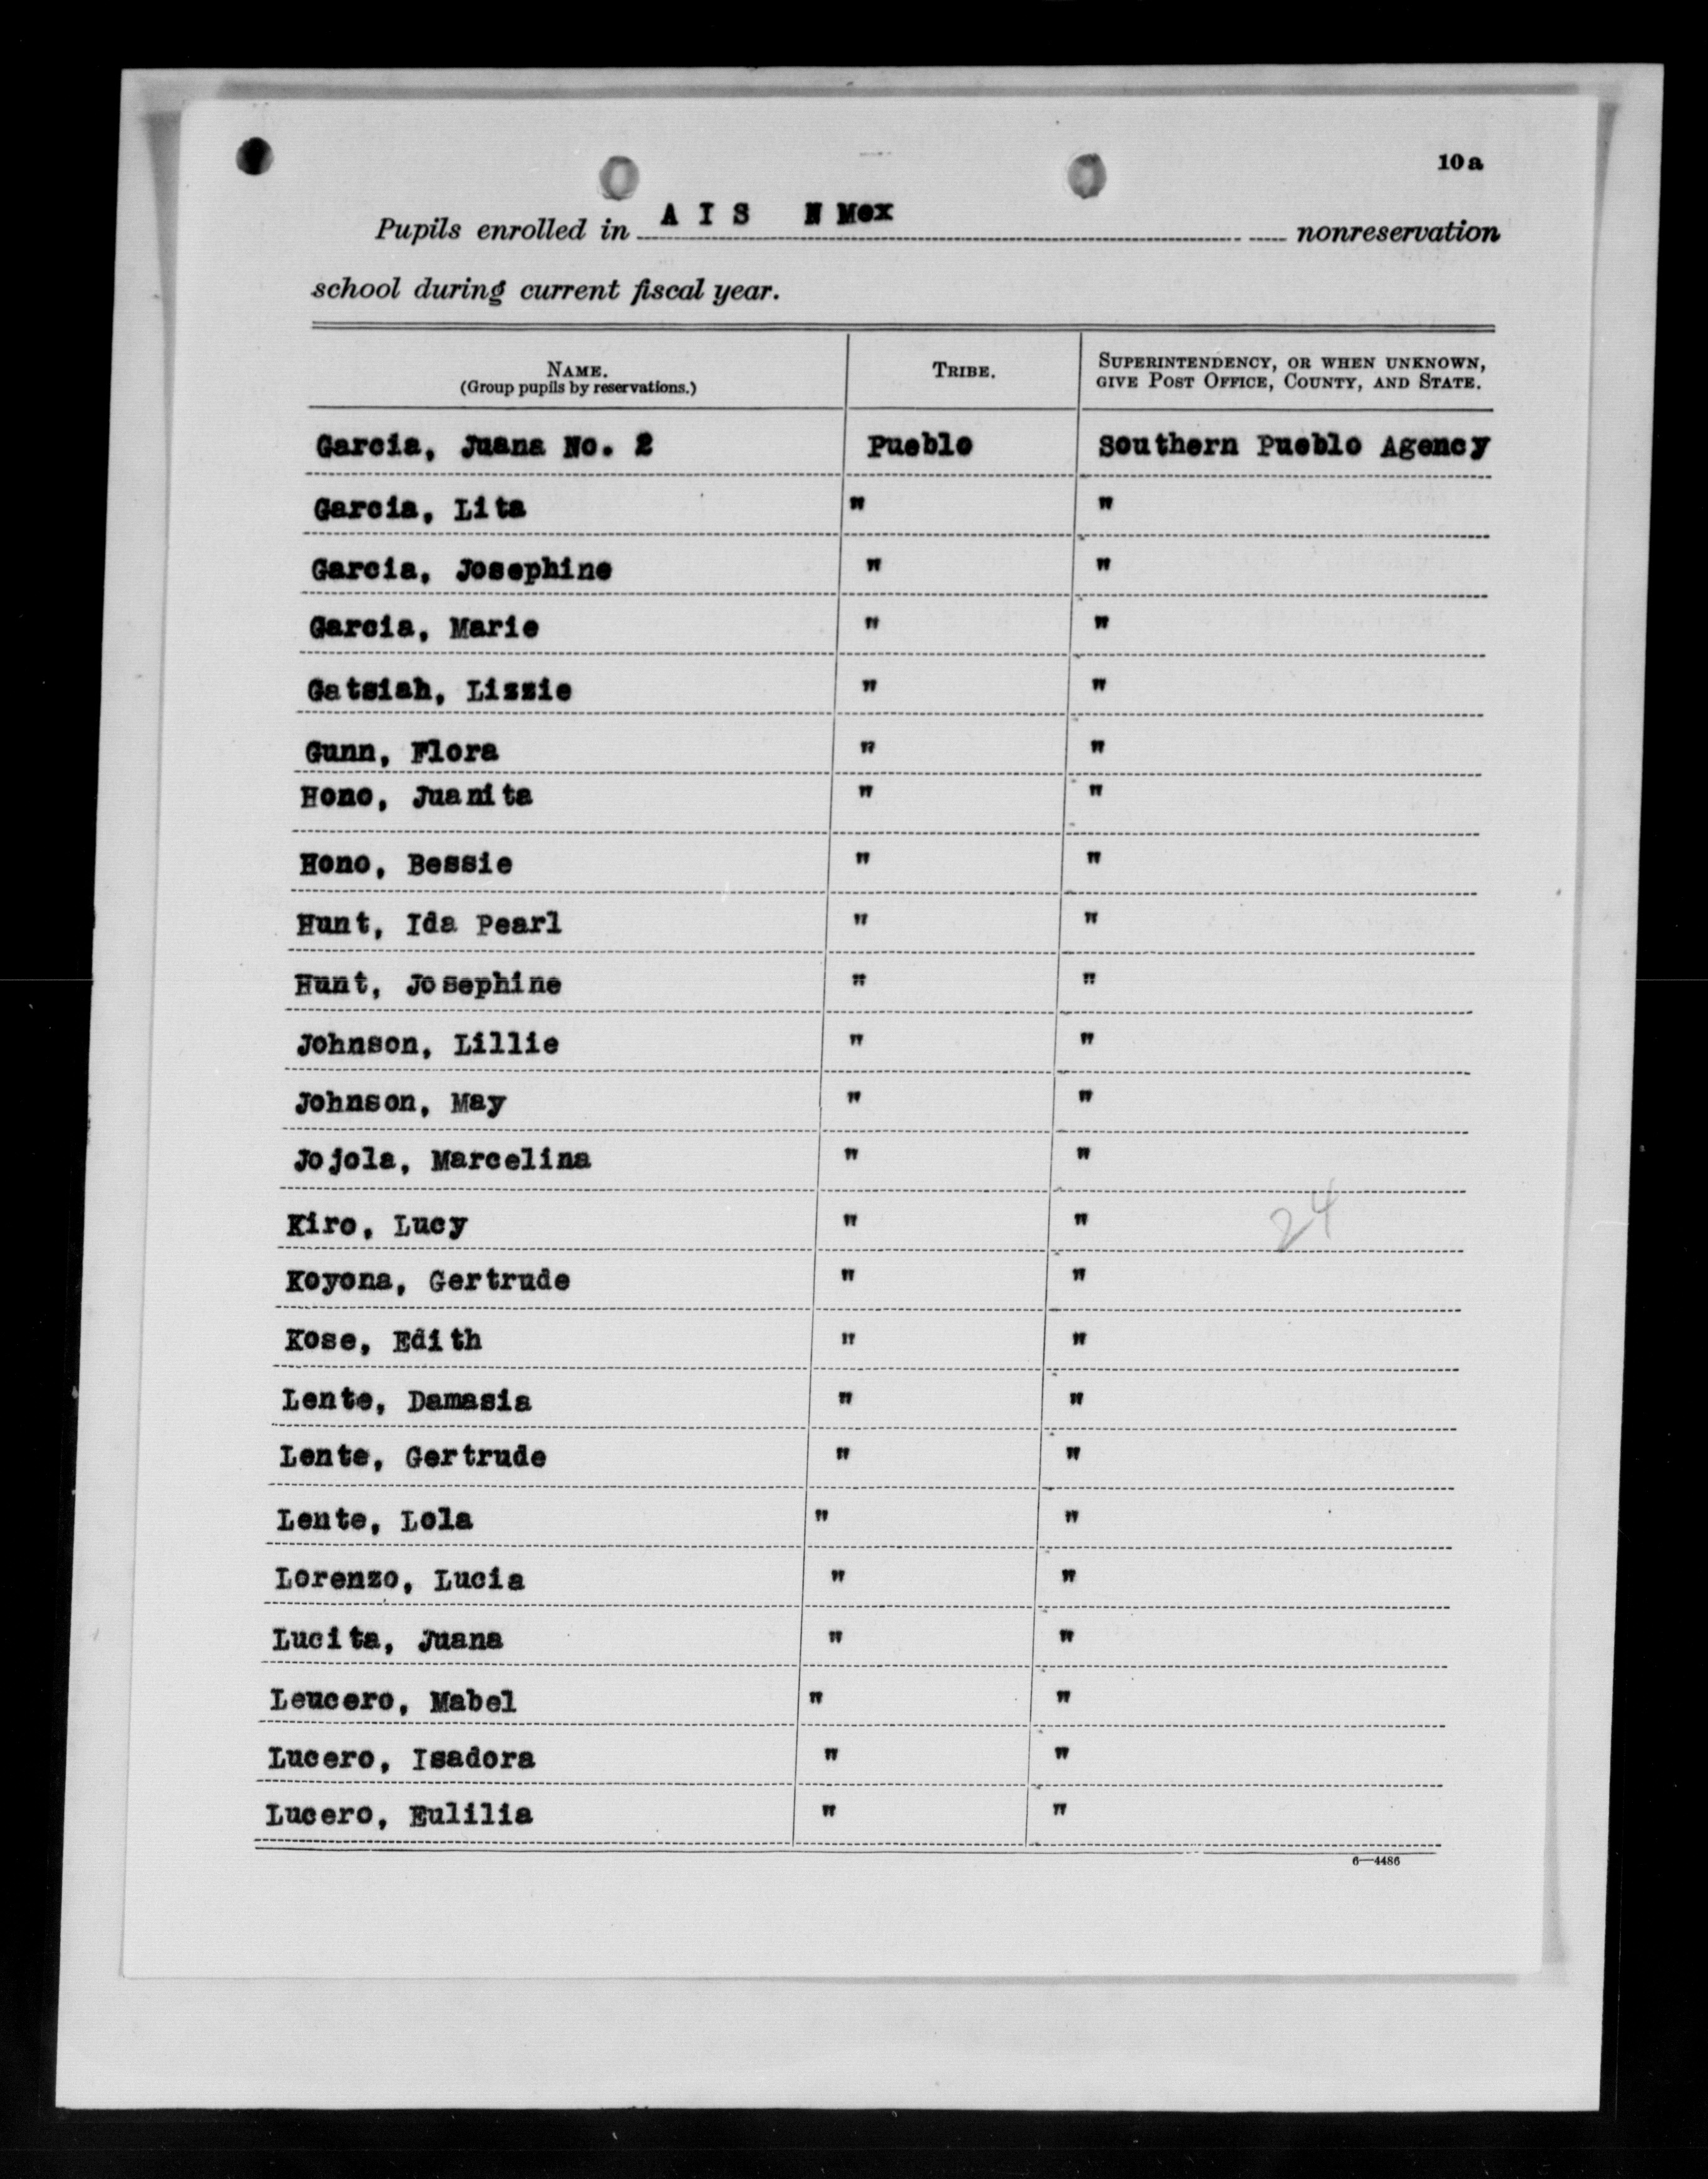 10a
Pupils enrolled in A I S N Mex nonreservation
school during current fiscal year.
NAME. TRIBE. SUPERINTENDENCY, OR WHEN UNKNOWN,
(Group pupils by reservations.) GIVE POST OFFICE, COUNTY, AND STATE.
Garcia, Juana No. 2 Pueblo Southern Pueblo Agency
Garcia, Lita " "
Garcia, Josephine " "
Garcia, Marie " "
Gatsiah, Lizzie " "
Gunn, Flora " "
Hono, Juanita " "
Hono, Bessie " "
Hunt, Ida Pearl " "
Hunt, Josephine " "
Johnson, Lillie " "
Johnson, May " "
Jojola, Marcelina " "
Kiro, Lucy " " 24
Koyona, Gertrude " "
Kose, Edith " "
Lente, Damasia " "
Lente, Gertrude " "
Lente, Lola " "
Lorenzo, Lucia " "
Lucita, Juana " "
Leucero, Mabel " "
Lucero, Isadora " "
Lucero, Eulilia " "
6—4486